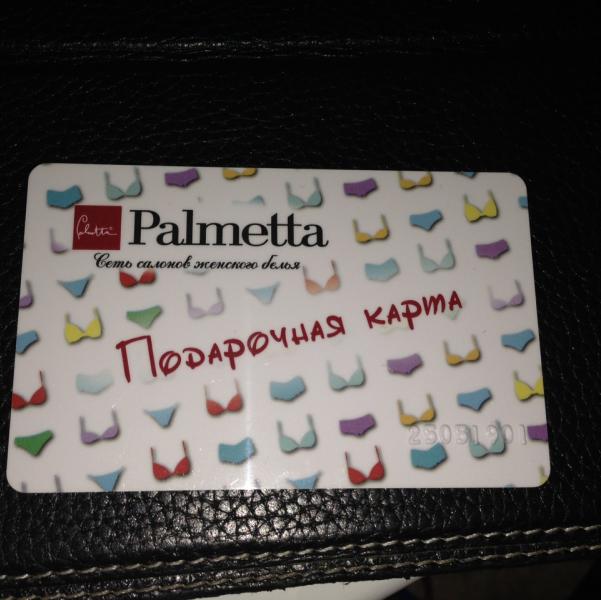 Palmetta
Сеть салонов женского белья
Подарочная карта